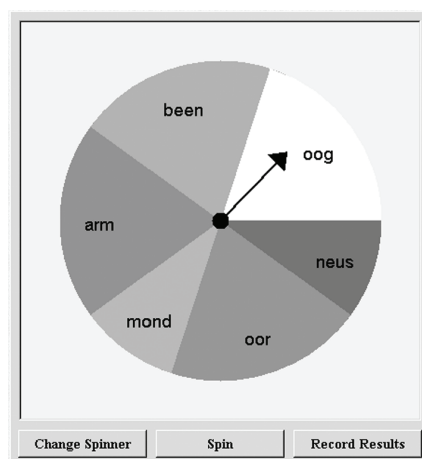 been
oog
arm
neus
mond
oor
Change Spinner
Spin
Record Results